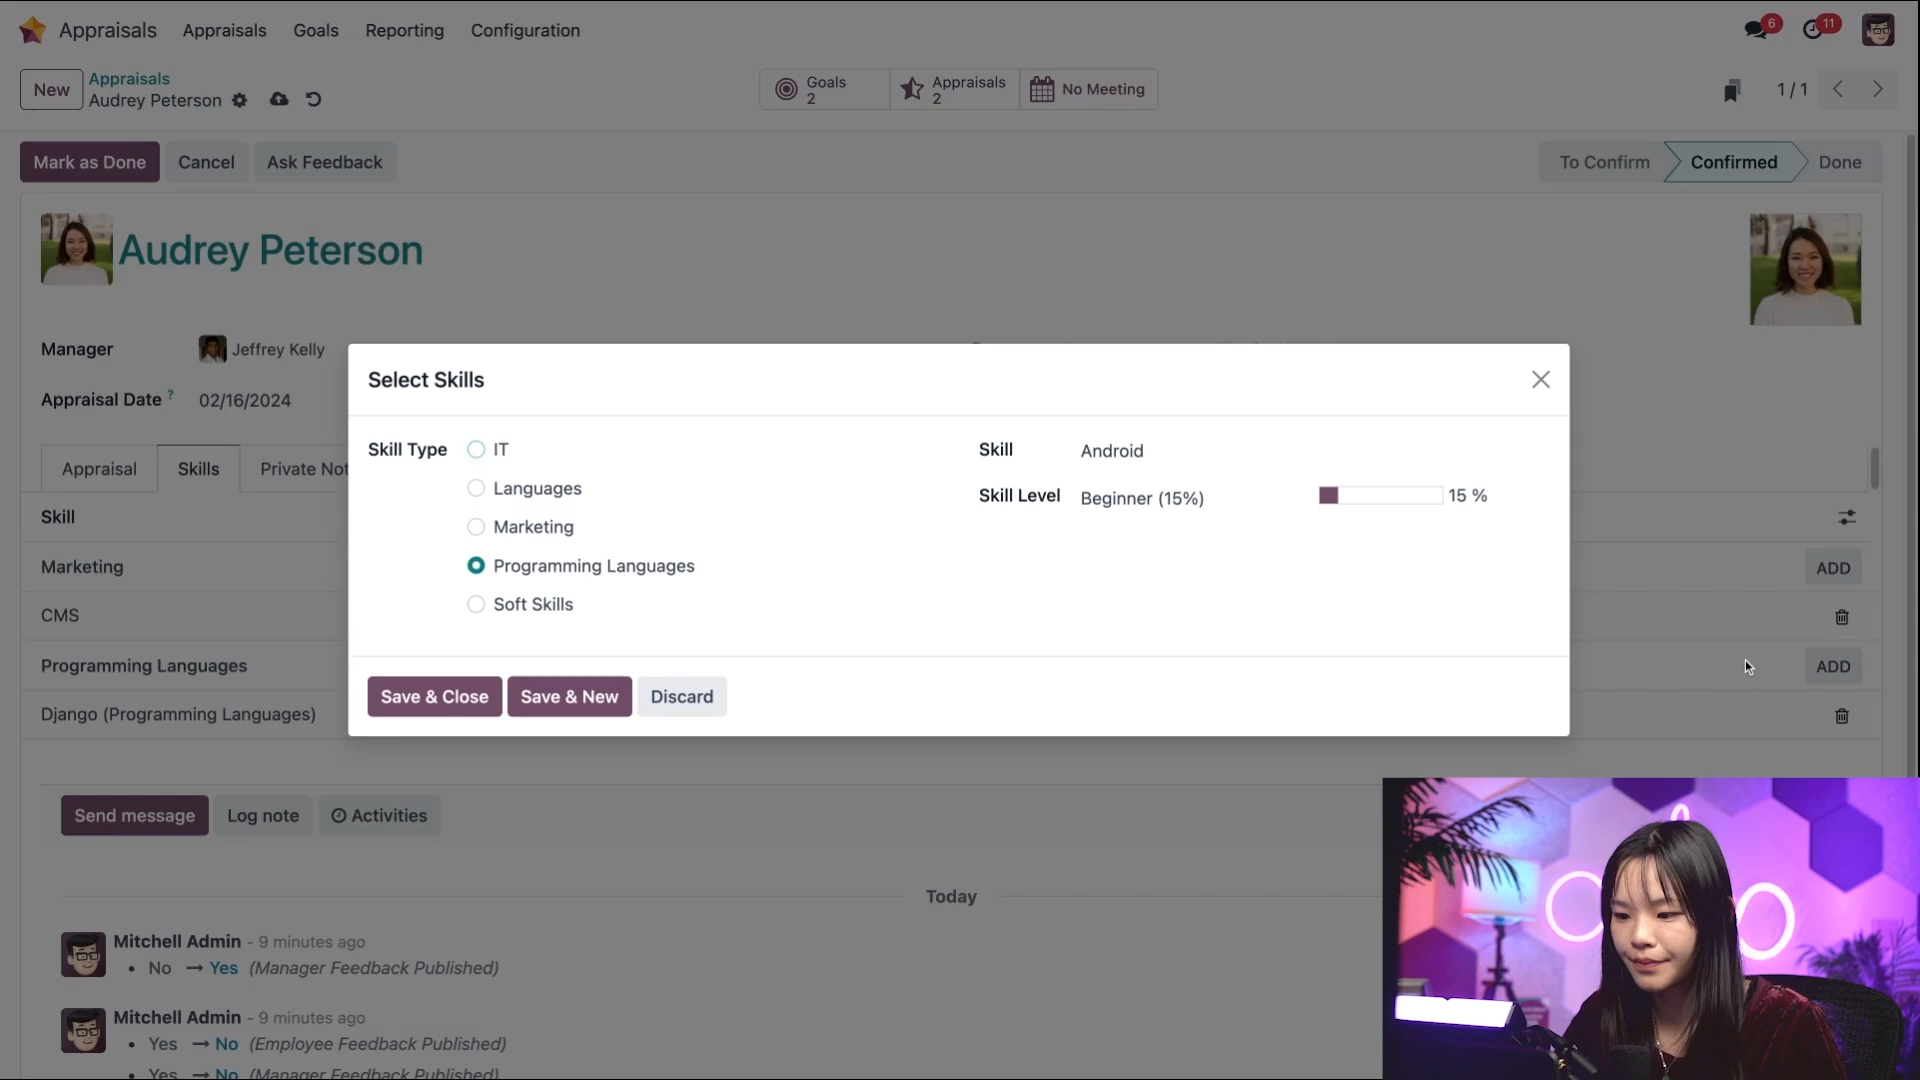 Appraisals Appraisals Goals Reporting Configuration 6 11
New Appraisals
Audrey Peterson
Goals 2 Appraisals 2 No Meeting 1 / 1
Mark as Done Cancel Ask Feedback To Confirm Confirmed Done
Audrey Peterson
Manager Jeffrey Kelly
Appraisal Date ? 02/16/2024
Appraisal Skills Private Not
Select Skills
Skill Type IT
Languages
Marketing
Programming Languages
Soft Skills
Skill Android
Skill Level Beginner (15%) 15 %
Save & Close Save & New Discard
Skill
Marketing ADD
CMS
Programming Languages ADD
Django (Programming Languages)
Send message Log note Activities
Today
Mitchell Admin - 9 minutes ago
• No → Yes (Manager Feedback Published)
Mitchell Admin - 9 minutes ago
• Yes → No (Employee Feedback Published)
Yes → No (Manager Feedback Published)